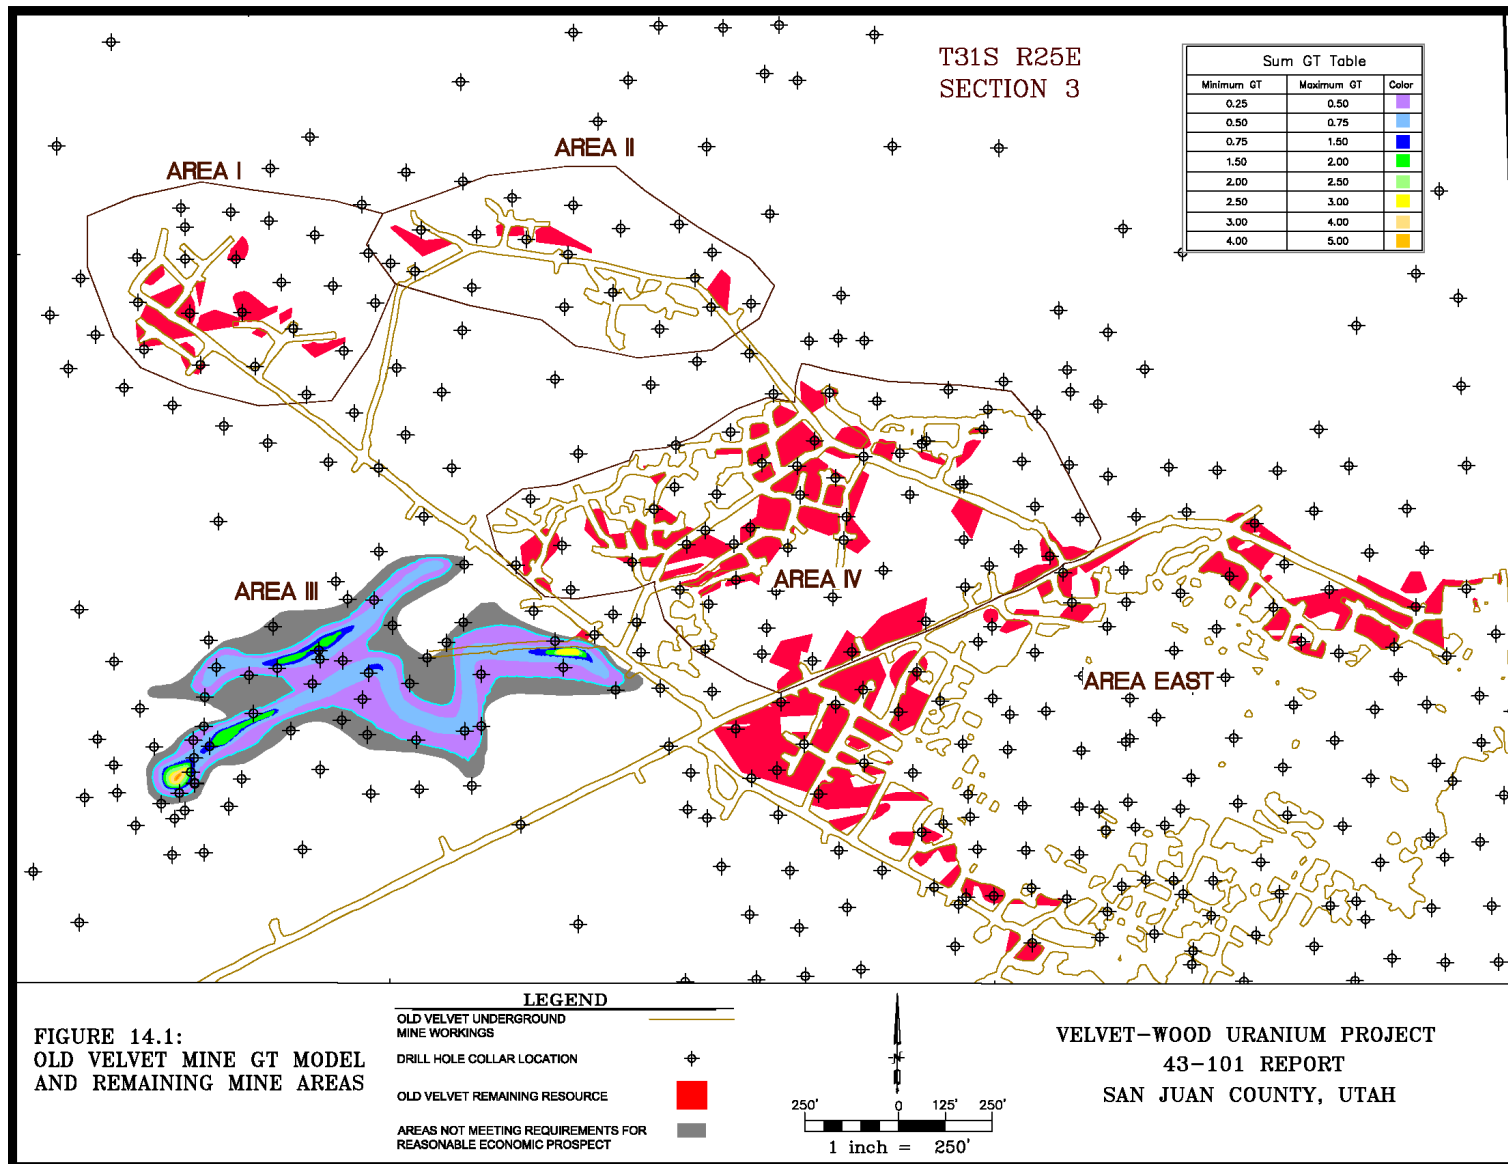 T31S R25E
SECTION 3
Sum GT Table
Minimum GT Maximum GT Color
0.25 0.50
0.50 0.75
0.75 1.50
1.50 2.00
2.00 2.50
2.50 3.00
3.00 4.00
4.00 5.00
AREA I
AREA II
AREA III
AREA IV
AREA EAST
FIGURE 14.1:
OLD VELVET MINE GT MODEL
AND REMAINING MINE AREAS
LEGEND
OLD VELVET UNDERGROUND
MINE WORKINGS
DRILL HOLE COLLAR LOCATION
OLD VELVET REMAINING RESOURCE
AREAS NOT MEETING REQUIREMENTS FOR
REASONABLE ECONOMIC PROSPECT
N
250' 0 125' 250'
1 inch = 250'
VELVET-WOOD URANIUM PROJECT
43-101 REPORT
SAN JUAN COUNTY, UTAH